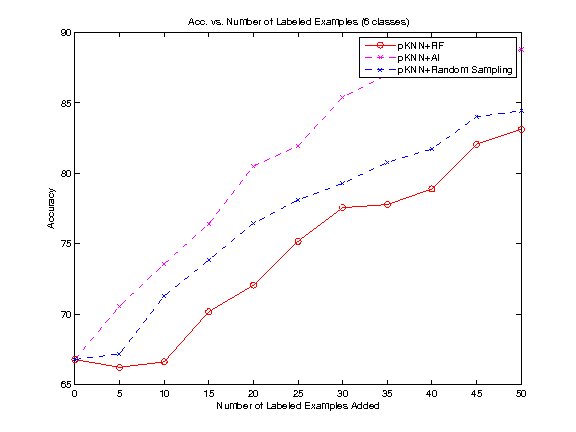 Acc. vs. Number of Labeled Examples (6 classes)
90
85
80
75
70
65
Accuracy
pKNN+RF
pKNN+AI
pKNN+Random Sampling
0 5 10 15 20 25 30 35 40 45 50
Number of Labeled Examples Added